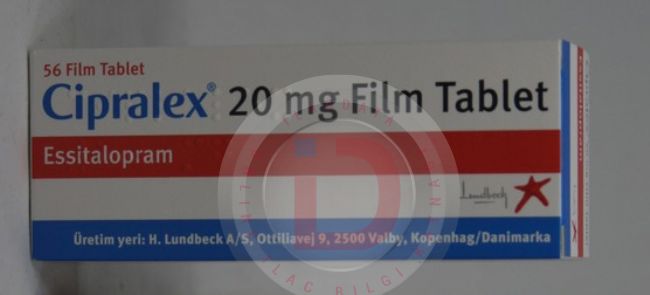 56 Film Tablet
Cipralex® 20 mg Film Tablet
Essitalopram
Lundbeck
Üretim yeri: H. Lundbeck A/S, Ottiliavej 9, 2500 Valby, Kopenhag/Danimarka